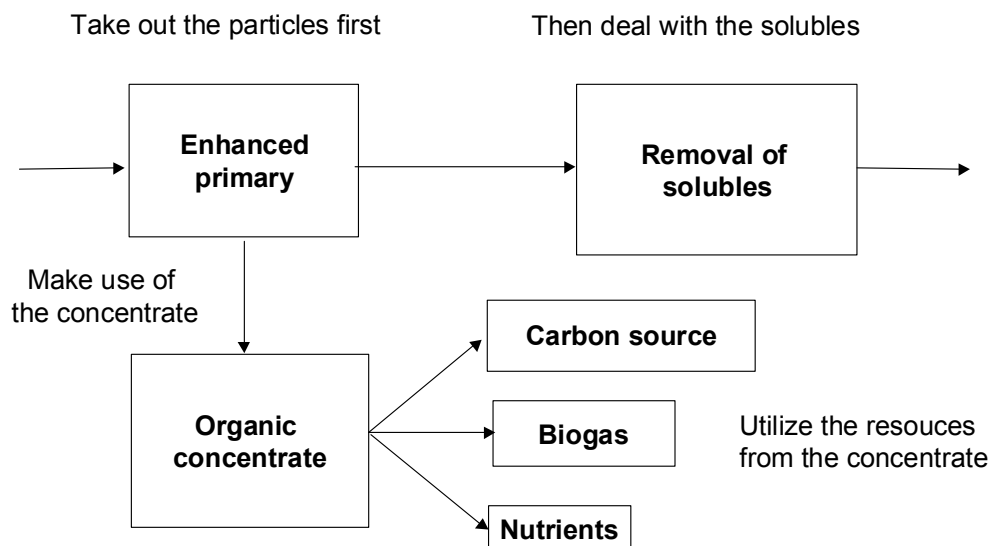 Take out the particles first
Then deal with the solubles
Enhanced
primary
Removal of
solubles
Make use of
the concentrate
Carbon source
Organic
concentrate
Biogas
Utilize the resouces
from the concentrate
Nutrients